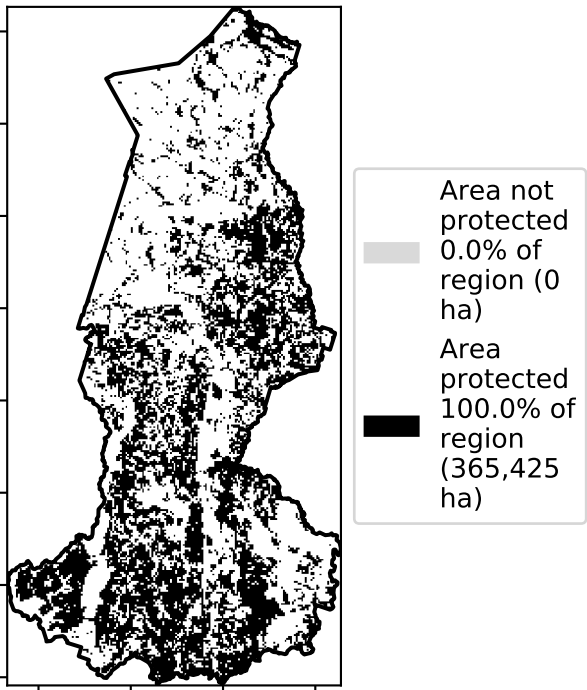 Area not
protected
0.0% of
region (0
ha)
Area
protected
100.0% of
region
(365,425
ha)